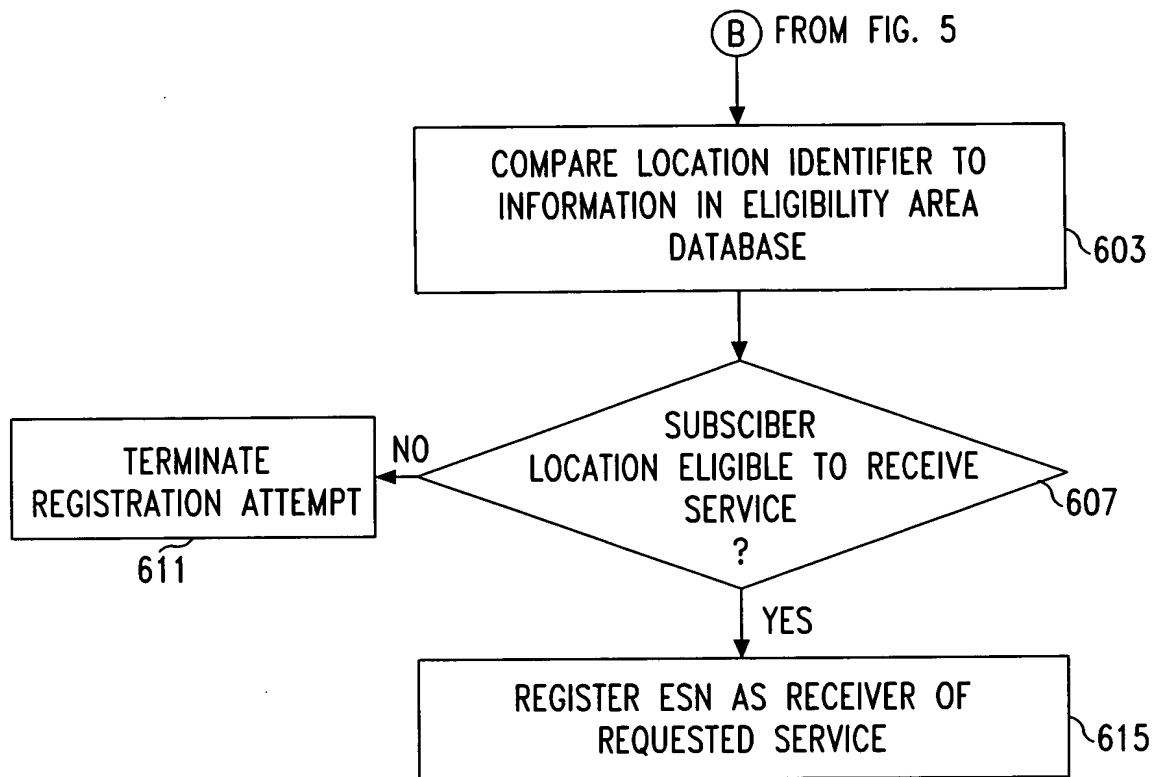 B FROM FIG. 5
COMPARE LOCATION IDENTIFIER TO
INFORMATION IN ELIGIBILITY AREA
DATABASE
603
SUBSCIBER
LOCATION ELIGIBLE TO RECEIVE
SERVICE
?
607
NO
TERMINATE
REGISTRATION ATTEMPT
611
YES
REGISTER ESN AS RECEIVER OF
REQUESTED SERVICE
615